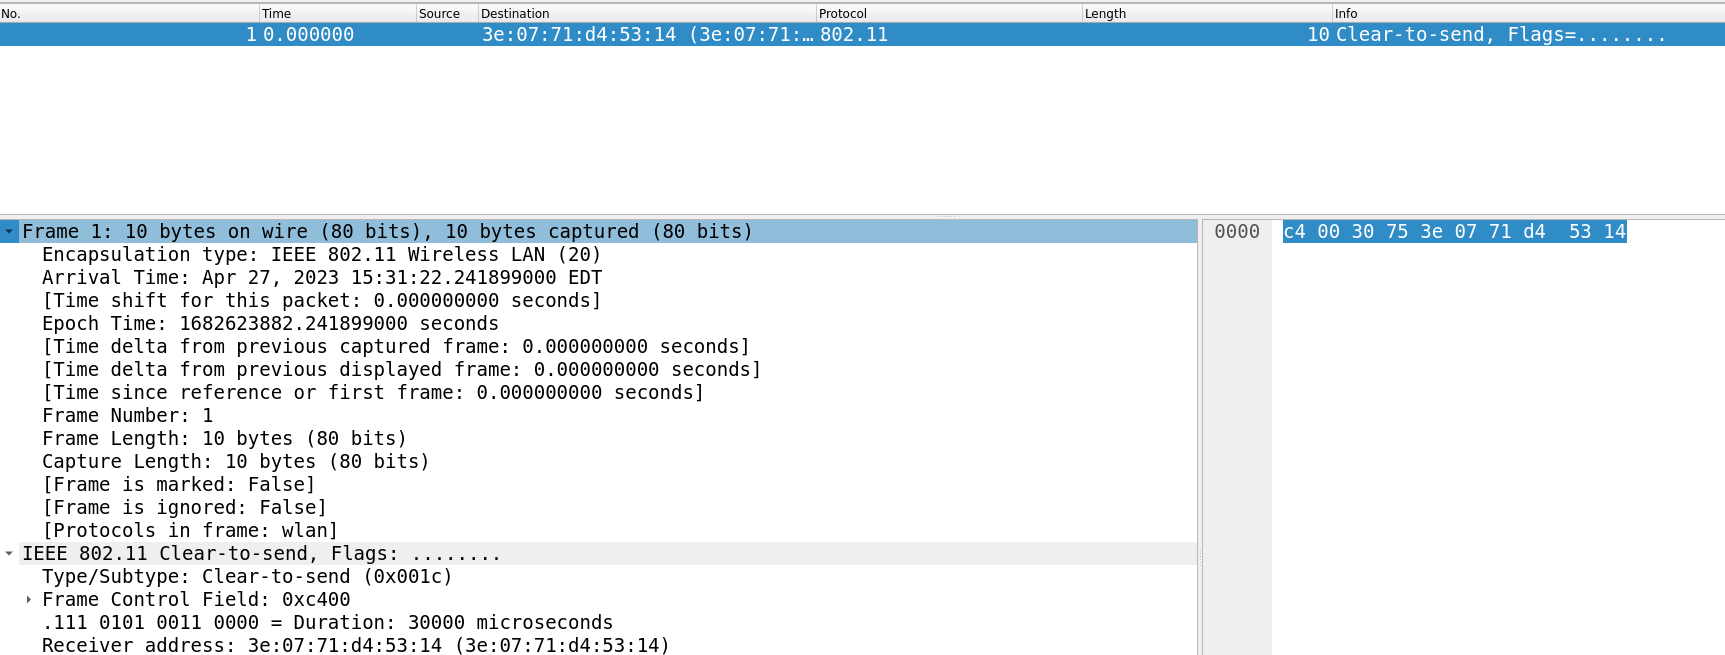 No. Time Source Destination Protocol Length Info
1 0.000000 3e:07:71:d4:53:14 (3e:07:71:… 802.11 10 Clear-to-send, Flags=........
Frame 1: 10 bytes on wire (80 bits), 10 bytes captured (80 bits)
Encapsulation type: IEEE 802.11 Wireless LAN (20)
Arrival Time: Apr 27, 2023 15:31:22.241899000 EDT
[Time shift for this packet: 0.000000000 seconds]
Epoch Time: 1682623882.241899000 seconds
[Time delta from previous captured frame: 0.000000000 seconds]
[Time delta from previous displayed frame: 0.000000000 seconds]
[Time since reference or first frame: 0.000000000 seconds]
Frame Number: 1
Frame Length: 10 bytes (80 bits)
Capture Length: 10 bytes (80 bits)
[Frame is marked: False]
[Frame is ignored: False]
[Protocols in frame: wlan]
IEEE 802.11 Clear-to-send, Flags: ........
Type/Subtype: Clear-to-send (0x001c)
Frame Control Field: 0xc400
.111 0101 0011 0000 = Duration: 30000 microseconds
Receiver address: 3e:07:71:d4:53:14 (3e:07:71:d4:53:14)
0000 c4 00 30 75 3e 07 71 d4 53 14